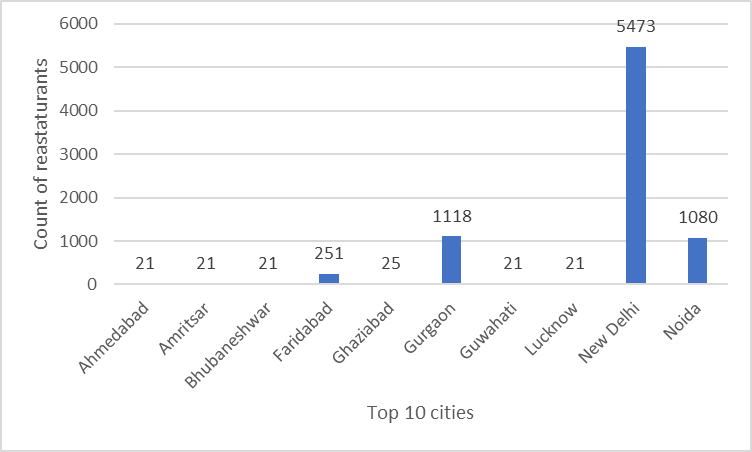 6000
5000
4000
3000
2000
1000
0
Count of reastaturants
21
21
21
251
25
1118
21
21
5473
1080
Ahmedabad
Amritsar
Bhubaneshwar
Faridabad
Ghaziabad
Gurgaon
Guwahati
Lucknow
New Delhi
Noida
Top 10 cities